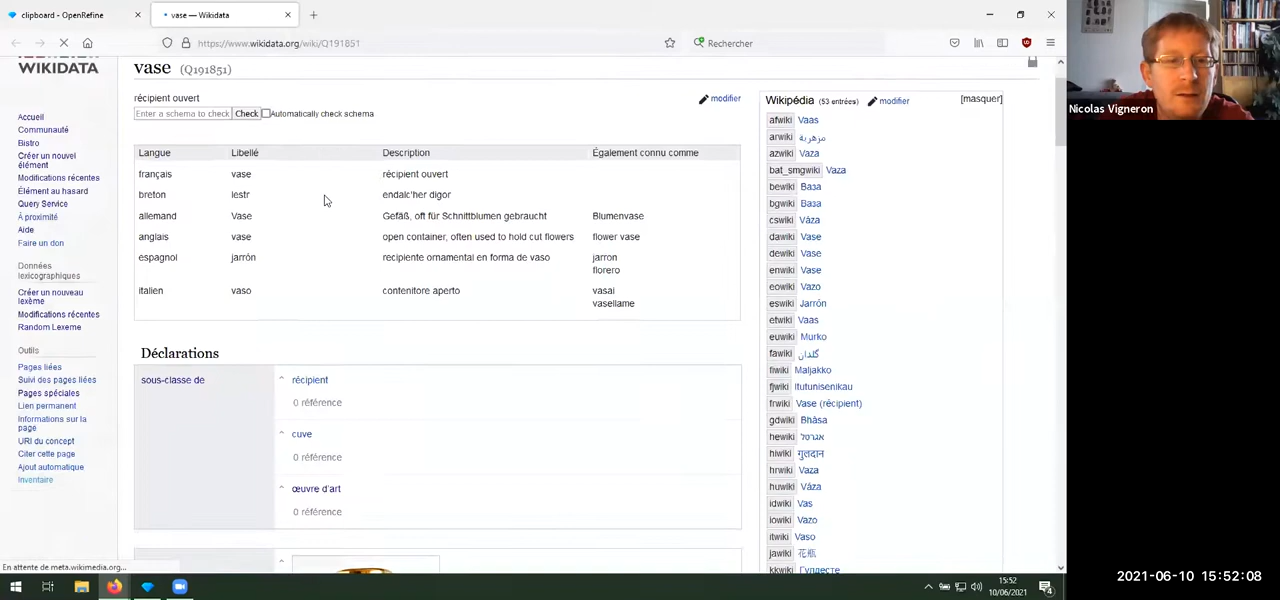 clipboard - OpenRefine
vase — Wikidata
https://www.wikidata.org/wiki/Q191851
Rechercher
WIKIDATA
Accueil
Communauté
Bistro
Créer un nouvel
élément
Modifications récentes
Élément au hasard
Query Service
À proximité
Aide
Faire un don
Données
lexicographiques
Créer un nouveau
lexème
Modifications récentes
Random Lexeme
Outils
Pages liées
Suivi des pages liées
Pages spéciales
Lien permanent
Informations sur la
page
URI du concept
Citer cette page
Ajout automatique
Inventaire
En attente de meta.wikimedia.org...
vase (Q191851)
récipient ouvert
modifier
Enter a schema to check Check Automatically check schema
Langue Libellé Description Également connu comme
français vase récipient ouvert
breton lestr endalc'her digor
allemand Vase Gefäß, oft für Schnittblumen gebraucht Blumenvase
anglais vase open container, often used to hold cut flowers flower vase
espagnol jarrón recipiente ornamental en forma de vaso jarron
florero
italien vaso contenitore aperto vasai
vasellame
Déclarations
sous-classe de récipient
0 référence
cuve
0 référence
œuvre d'art
0 référence
Wikipédia (53 entrées) modifier [masquer]
afwiki Vaas
arwiki مزهرية
azwiki Vaza
bat_smgwiki Vaza
bewiki Ваза
bgwiki Ваза
cswiki Váza
dawiki Vase
dewiki Vase
enwiki Vase
eowiki Vazo
eswiki Jarrón
etwiki Vaas
euwiki Murko
fawiki گلدان
fiwiki Maljakko
fjwiki Itutunisenikau
frwiki Vase (récipient)
gdwiki Bhàsa
hewiki אגרטל
hiwiki गुलदान
hrwiki Vaza
huwiki Váza
idwiki Vas
iowiki Vazo
itwiki Vaso
jawiki 花瓶
kkwiki Гүлдесте
Nicolas Vigneron
15:52
10/06/2021
4
2021-06-10 15:52:08